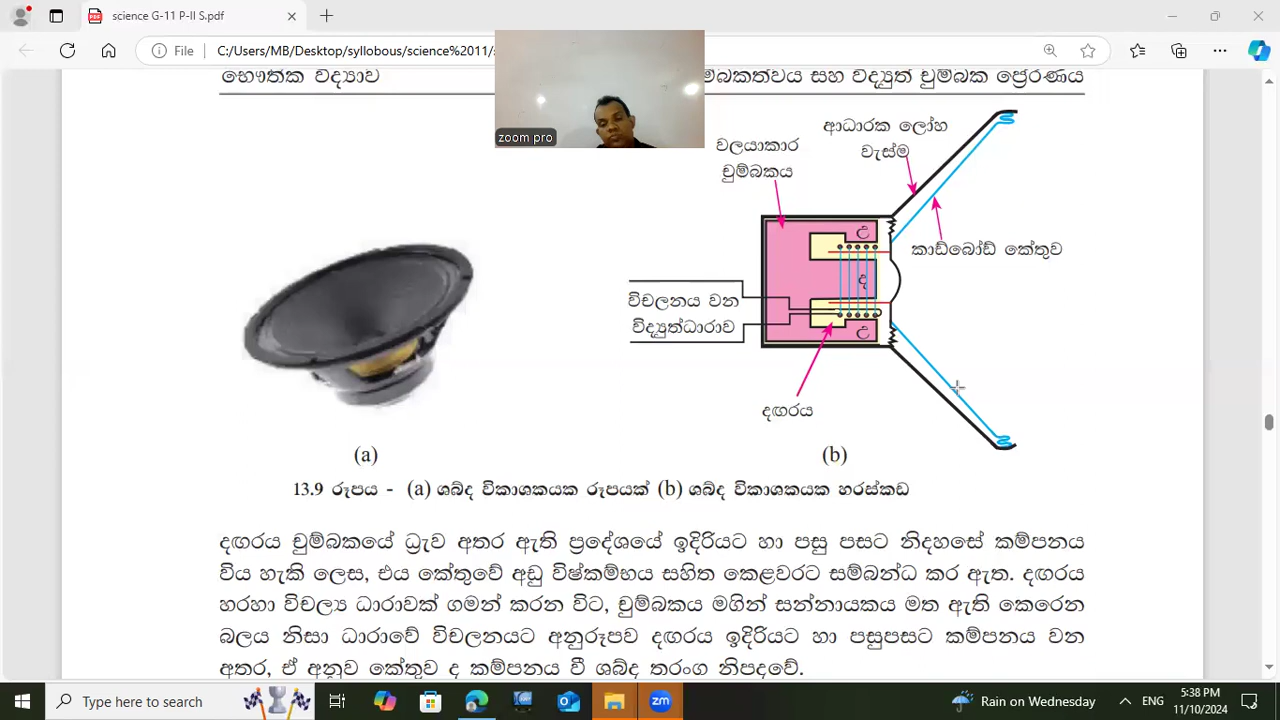 science G-11 P-II S.pdf
File
C:/Users/MB/Desktop/syllobous/science%2011/
භෞතික විද්‍යාව
සහ විද්‍යුත් චුම්බක ප්‍රේරණය
zoom pro
ආධාරක ලෝහ
වැස්ම
වලයාකාර
චුම්බකය
කාඩ්බෝඩ් කේතුව
උ
ද
උ
විචලනය වන
විද්‍යුත්ධාරාව
දඟරය
(a)
(b)
13.9 රූපය - (a) ශබ්ද විකාශකයක රූපයක් (b) ශබ්ද විකාශකයක හරස්කඩ
දඟරය චුම්බකයේ ධ්‍රැව අතර ඇති ප්‍රදේශයේ ඉදිරියට හා පසු පසට නිදහසේ කම්පනය
විය හැකි ලෙස, එය කේතුවේ අඩු විෂ්කම්භය සහිත කෙළවරට සම්බන්ධ කර ඇත. දඟරය
හරහා විචල්‍ය ධාරාවක් ගමන් කරන විට, චුම්බකය මගින් සන්නායකය මත ඇති කෙරෙන
බලය නිසා ධාරාවේ විචලනයට අනුරූපව දඟරය ඉදිරියට හා පසුපසට කම්පනය වන
අතර, ඒ අනුව කේතුව ද කම්පනය වී ශබ්ද තරංග නිපදවේ.
Type here to search
Rain on Wednesday
ENG
5:38 PM
11/10/2024